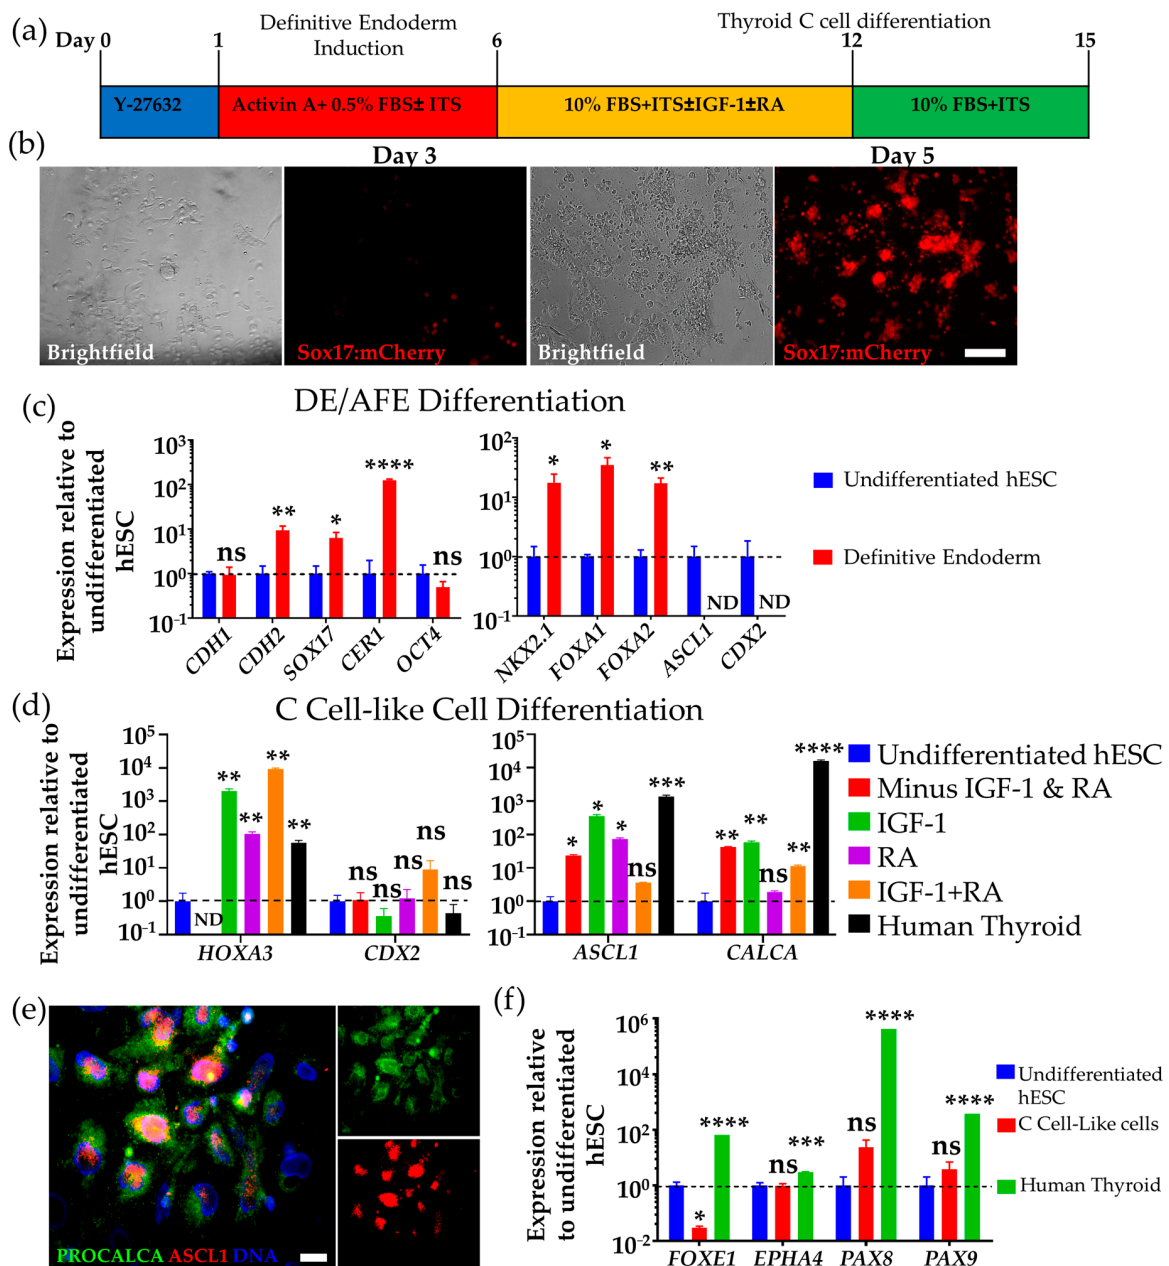 (a)
Definitive Endoderm
Induction
Thyroid C cell differentiation
Day 0 1 6 12 15
Y-27632 Activin A+ 0.5% FBS± ITS 10% FBS+ITS±IGF-1±RA 10% FBS+ITS
(b)
Day 3 Day 5
Brightfield Sox17:mCherry Brightfield Sox17:mCherry
(c)
DE/AFE Differentiation
Expression relative to
undifferentiated
hESC
10³
10²
10¹
10⁰
10⁻¹
ns ** * **** ns
CDH1 CDH2 SOX17 CER1 OCT4
10²
10¹
10⁰
10⁻¹
* * ** ND ND
NKX2.1 FOXA1 FOXA2 ASCL1 CDX2
Undifferentiated hESC
Definitive Endoderm
(d)
C Cell-like Cell Differentiation
Expression relative to
undifferentiated
hESC
10⁵
10⁴
10³
10²
10¹
10⁰
10⁻¹
ND ** ** ** **
ns ns ns ns ns
HOXA3 CDX2
10⁵
10⁴
10³
10²
10¹
10⁰
10⁻¹
* * * ns ***
** ** ns ** ****
ASCL1 CALCA
Undifferentiated hESC
Minus IGF-1 & RA
IGF-1
RA
IGF-1+RA
Human Thyroid
(e)
PROCALCA ASCL1 DNA
(f)
Expression relative
to undifferentiated
hESC
10⁶
10⁴
10²
10⁰
10⁻²
* **** ns *** ns **** ns ****
FOXE1 EPHA4 PAX8 PAX9
Undifferentiated
hESC
C Cell-Like cells
Human Thyroid